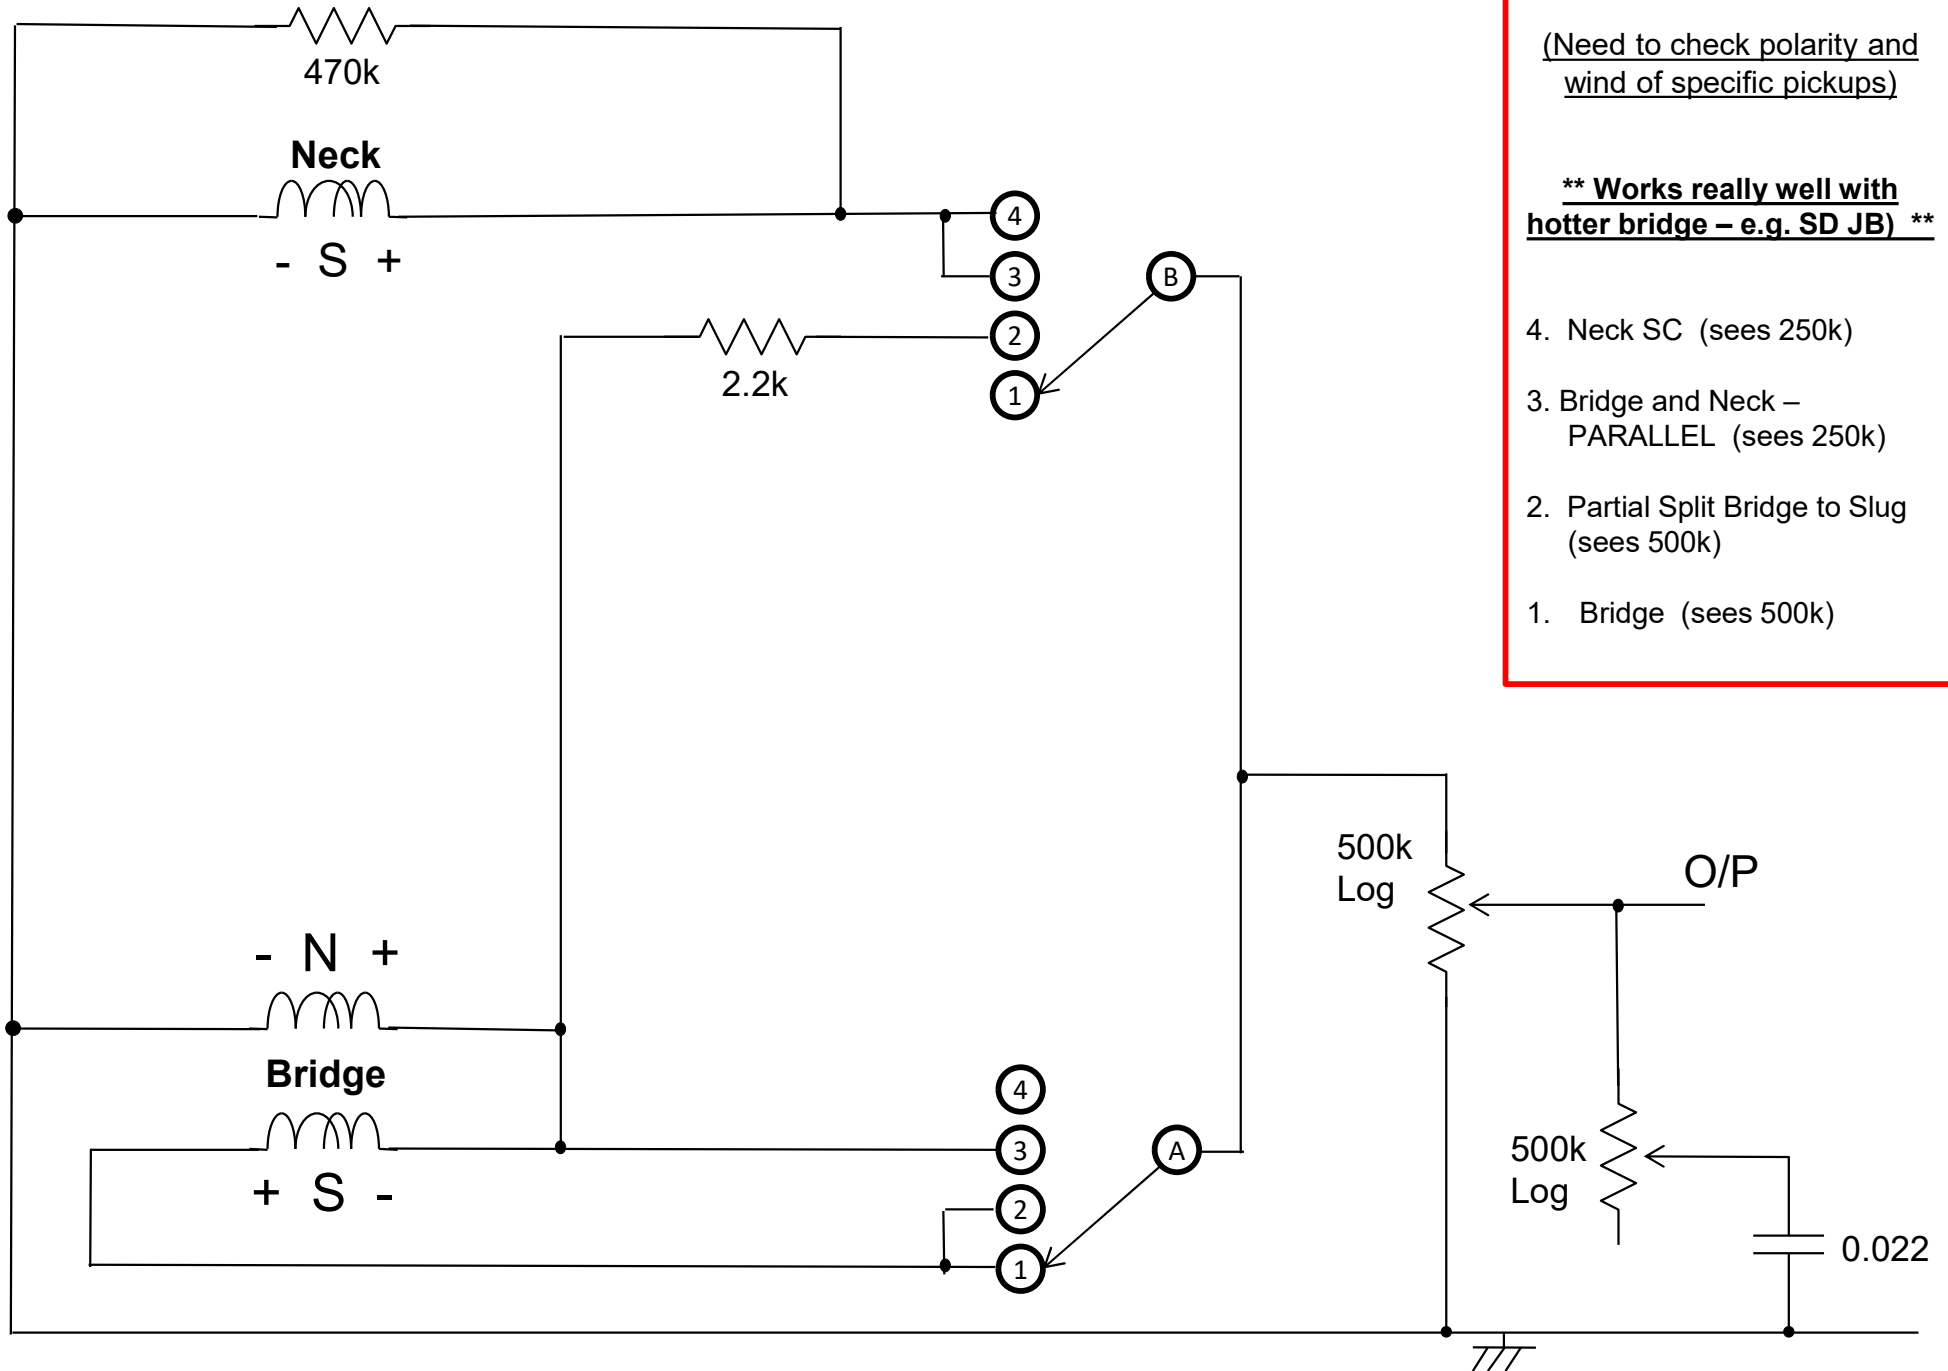 470k
Neck
- S +
4
3
2
1
B
2.2k
(Need to check polarity and
wind of specific pickups)
** Works really well with
hotter bridge – e.g. SD JB) **
4. Neck SC (sees 250k)
3. Bridge and Neck –
PARALLEL (sees 250k)
2. Partial Split Bridge to Slug
(sees 500k)
1. Bridge (sees 500k)
500k
Log
O/P
- N +
Bridge
+ S -
4
3
2
1
A
500k
Log
0.022